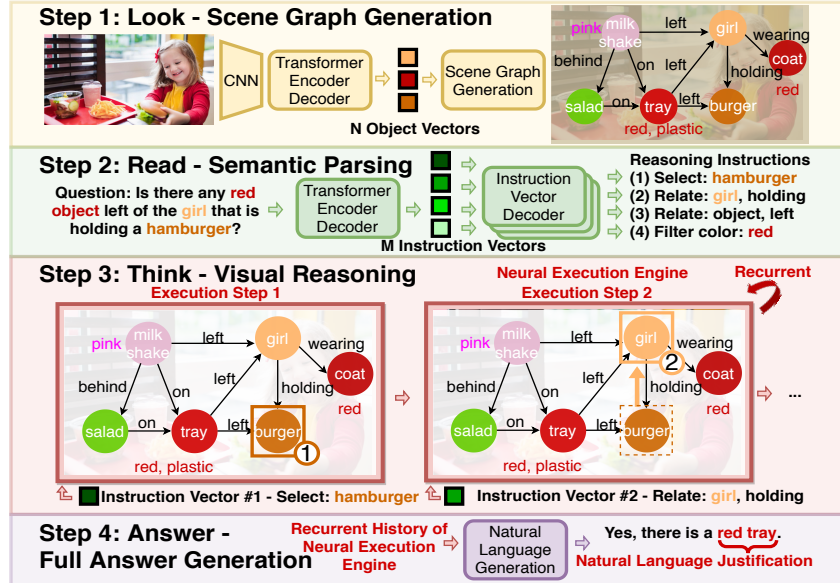 Step 1: Look - Scene Graph Generation
CNN
Transformer
Encoder
Decoder
Scene Graph
Generation
N Object Vectors
pink
milk
shake
left
girl
wearing
coat
red
behind
on
left
holding
salad
on
tray
left
burger
red, plastic
Step 2: Read - Semantic Parsing
Question: Is there any red
object left of the girl that is
holding a hamburger?
Transformer
Encoder
Decoder
M Instruction Vectors
Instruction
Vector
Decoder
Reasoning Instructions
(1) Select: hamburger
(2) Relate: girl, holding
(3) Relate: object, left
(4) Filter color: red
Step 3: Think - Visual Reasoning
Neural Execution Engine
Recurrent
Execution Step 1
pink
milk
shake
left
girl
wearing
coat
red
behind
on
left
holding
salad
on
tray
left
burger
1
red, plastic
Instruction Vector #1 - Select: hamburger
Execution Step 2
pink
milk
shake
left
girl
2
wearing
coat
red
behind
on
left
holding
salad
on
tray
left
burger
red, plastic
Instruction Vector #2 - Relate: girl, holding
...
Step 4: Answer -
Full Answer Generation
Recurrent History of
Neural Execution
Engine
Natural
Language
Generation
Yes, there is a red tray.
Natural Language Justification